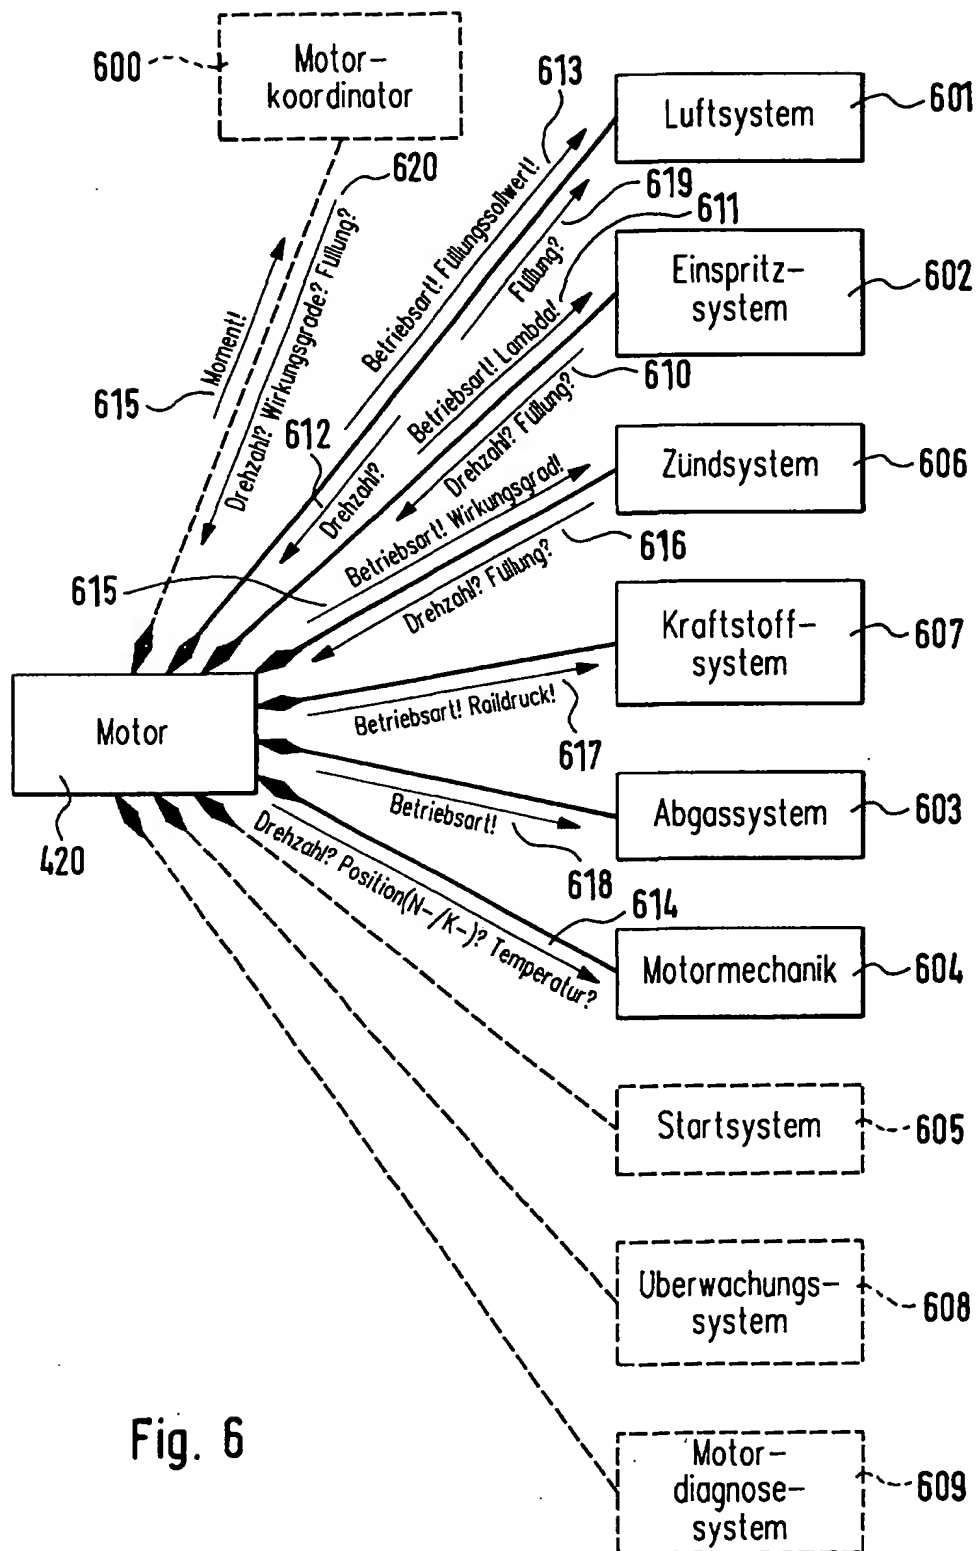 600
Motor-
koordinator
613
Luftsystem
601
620
619
611
Betriebsart! Füllungssollwert!
Füllung?
Einspritz-
system
602
Moment!
Drehzahl? Wirkungsgrade? Füllung?
Betriebsart! Lambda!
610
615
612
Drehzahl?
Drehzahl? Füllung?
Zündsystem
606
Betriebsart! Wirkungsgrad!
616
615
Drehzahl? Füllung?
Kraftstoff-
system
607
Motor
Betriebsart! Raildruck!
617
420
Betriebsart!
618
Abgassystem
603
Drehzahl? Position(N-/K-)? Temperatur?
614
Motormechanik
604
Startsystem
605
Überwachungs-
system
608
Fig. 6
Motor-
diagnose-
system
609